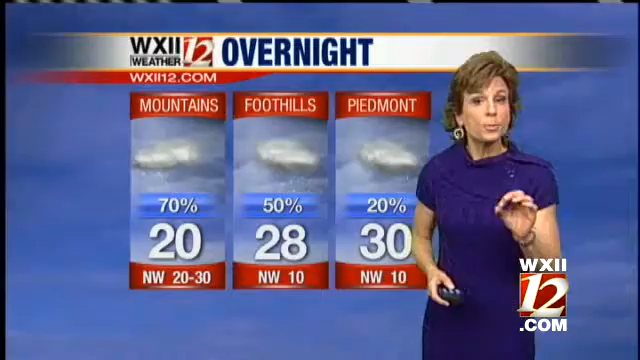 WXII 12 OVERNIGHT
WEATHER
WXII12.COM
MOUNTAINS FOOTHILLS PIEDMONT
70% 50% 20%
20 28 30
NW 20-30 NW 10 NW 10
WXII
12
.COM